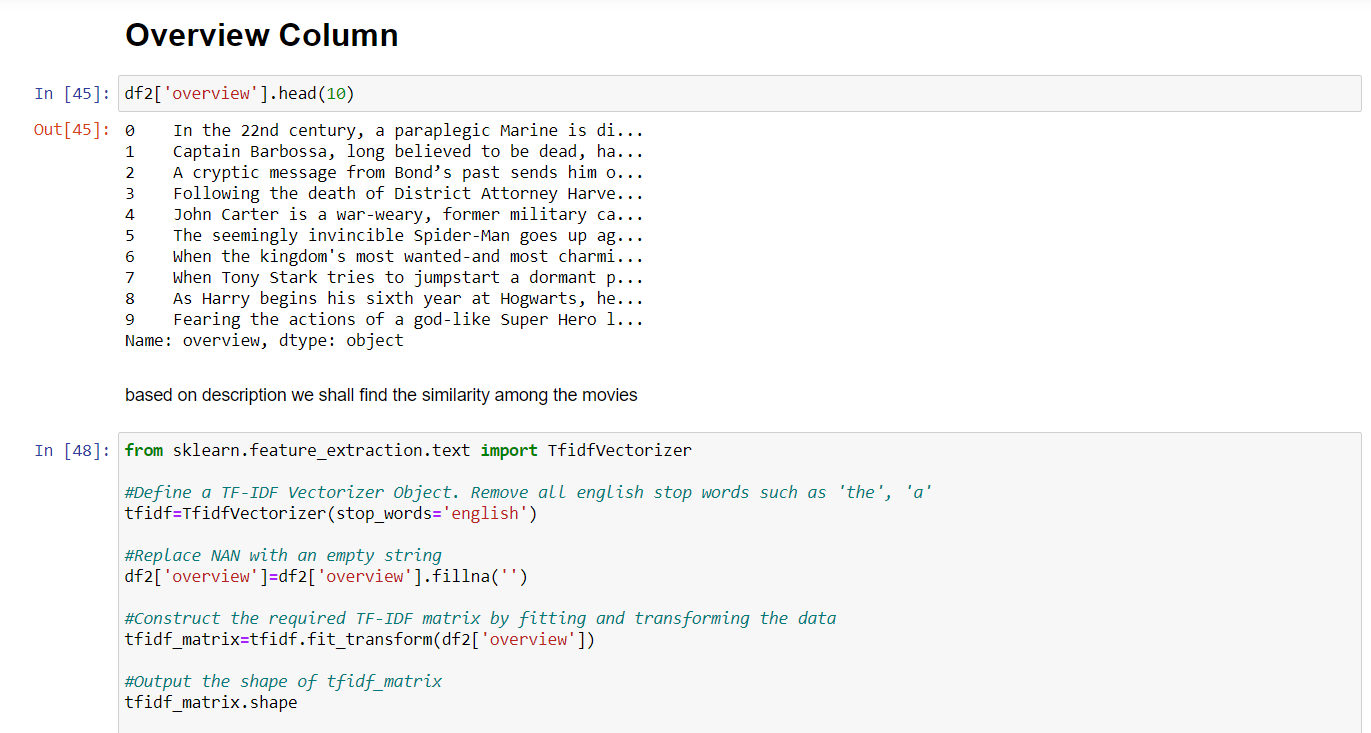 Overview Column
In [45]: df2['overview'].head(10)
Out[45]: 0    In the 22nd century, a paraplegic Marine is di...
1    Captain Barbossa, long believed to be dead, ha...
2    A cryptic message from Bond’s past sends him o...
3    Following the death of District Attorney Harve...
4    John Carter is a war-weary, former military ca...
5    The seemingly invincible Spider-Man goes up ag...
6    When the kingdom's most wanted-and most charmi...
7    When Tony Stark tries to jumpstart a dormant p...
8    As Harry begins his sixth year at Hogwarts, he...
9    Fearing the actions of a god-like Super Hero l...
Name: overview, dtype: object
based on description we shall find the similarity among the movies
In [48]: from sklearn.feature_extraction.text import TfidfVectorizer
#Define a TF-IDF Vectorizer Object. Remove all english stop words such as 'the', 'a'
tfidf=TfidfVectorizer(stop_words='english')
#Replace NAN with an empty string
df2['overview']=df2['overview'].fillna('')
#Construct the required TF-IDF matrix by fitting and transforming the data
tfidf_matrix=tfidf.fit_transform(df2['overview'])
#Output the shape of tfidf_matrix
tfidf_matrix.shape